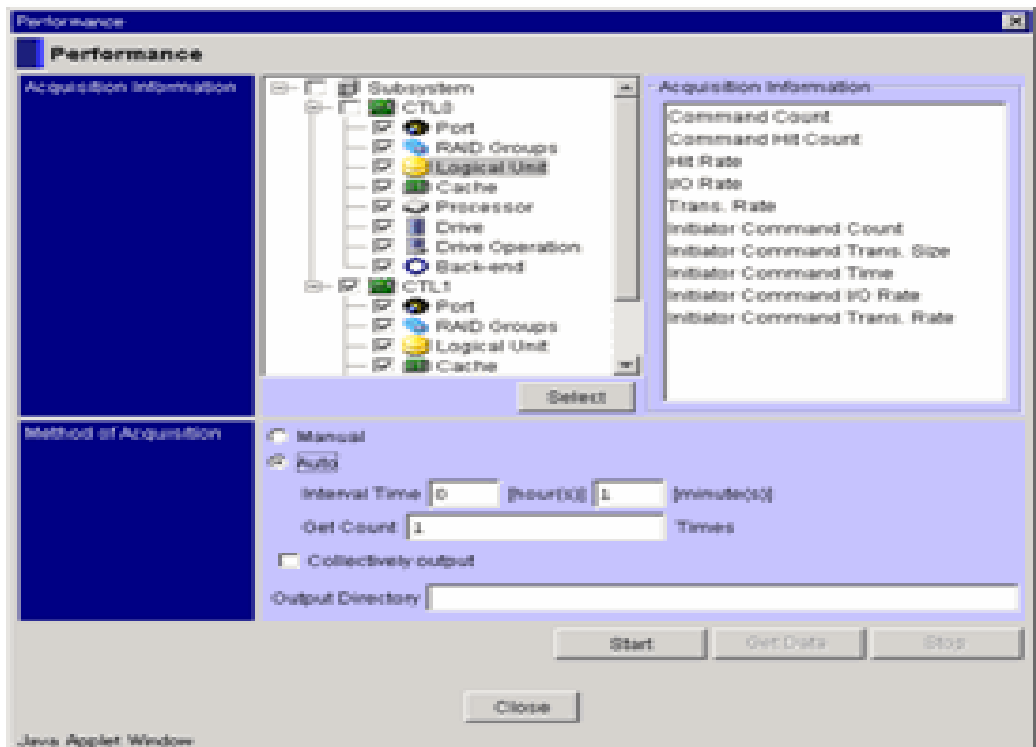 Performance
Performance
Acquisition Information
Subsystem
CTL0
Port
RAID Groups
Logical Unit
Cache
Processor
Drive
Drive Operation
Back-end
CTL1
Port
RAID Groups
Logical Unit
Cache
Select
Acquisition Information
Command Count
Command Hit Count
Hit Rate
I/O Rate
Trans. Rate
Initiator Command Count
Initiator Command Trans. Size
Initiator Command Time
Initiator Command I/O Rate
Initiator Command Trans. Rate
Method of Acquisition
Manual
Auto
Interval Time 0 [hour(s)] 1 [minute(s)]
Get Count 1 Times
Collectively output
Output Directory
Start Get Data Stop
Close
Java Applet Window